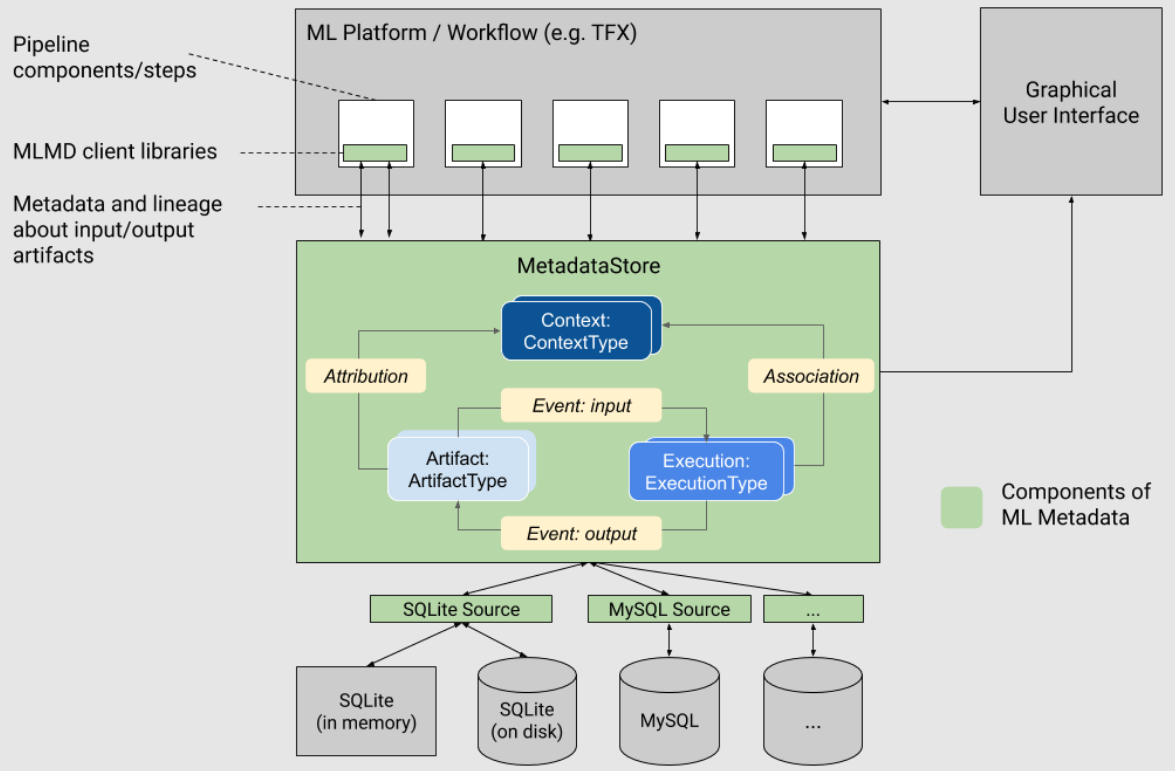 ML Platform / Workflow (e.g. TFX)
Pipeline
components/steps
MLMD client libraries
Metadata and lineage
about input/output
artifacts
Graphical
User Interface
MetadataStore
Context:
ContextType
Attribution
Association
Event: input
Artifact:
ArtifactType
Execution:
ExecutionType
Event: output
Components of
ML Metadata
SQLite Source
MySQL Source
...
SQLite
(in memory)
SQLite
(on disk)
MySQL
...